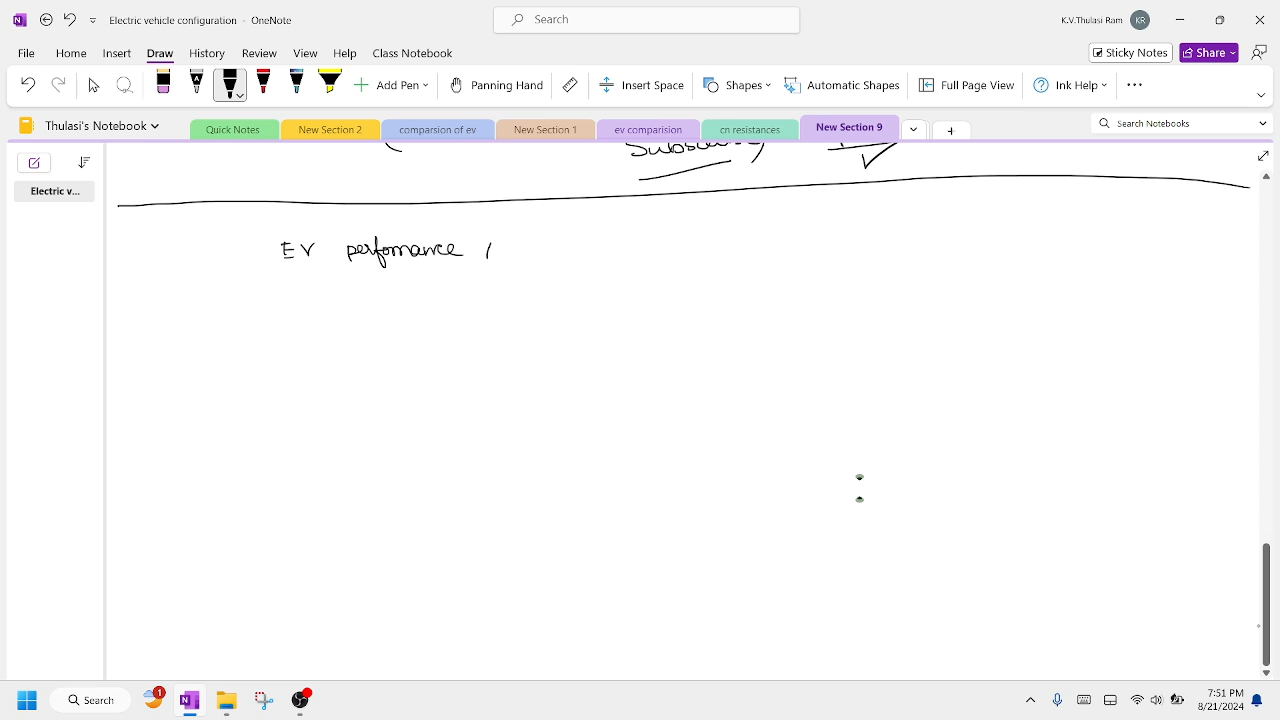 Electric vehicle configuration - OneNote
Search
K.V.Thulasi Ram
KR
File Home Insert Draw History Review View Help Class Notebook
Sticky Notes
Share
A
Add Pen
Panning Hand
Insert Space
Shapes
Automatic Shapes
Full Page View
Ink Help
Thulasi's Notebook
Quick Notes
New Section 2
comparsion of ev
New Section 1
ev comparision
cn resistances
New Section 9
Search Notebooks
Electric v...
EV performance
Search
1
7:51 PM
8/21/2024